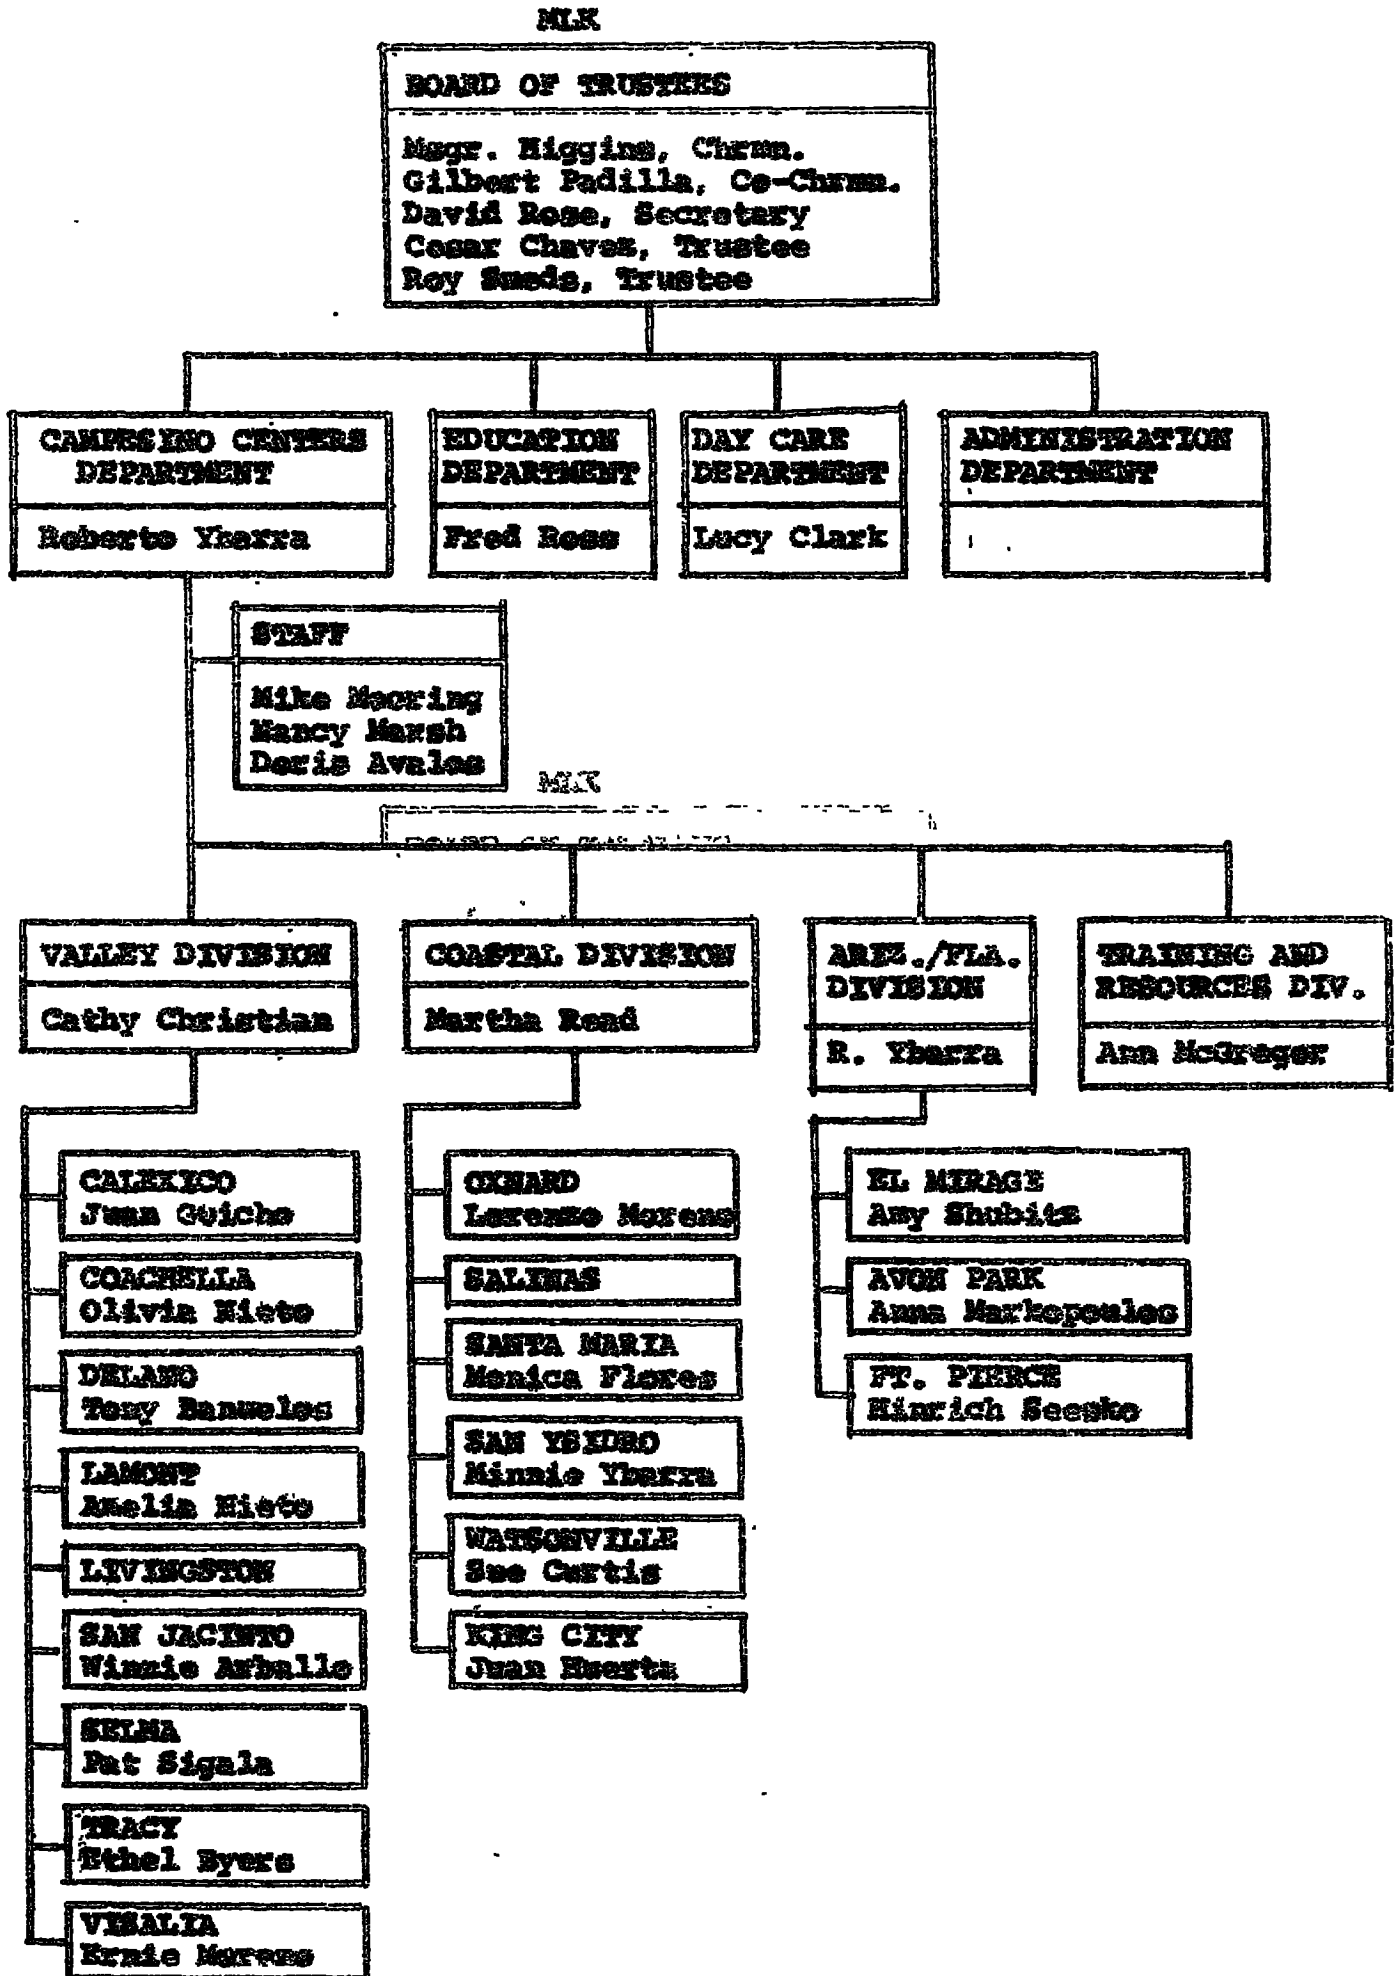 MLK
BOARD OF TRUSTEES
Msgr. Higgins, Chrmn.
Gilbert Padilla, Co-Chrmn.
David Rose, Secretary
Cesar Chavez, Trustee
Roy Smeds, Trustee
CAMPESINO CENTERS
DEPARTMENT
Roberto Ybarra
EDUCATION
DEPARTMENT
Fred Ross
DAY CARE
DEPARTMENT
Lucy Clark
ADMINISTRATION
DEPARTMENT
STAFF
Mike
Nancy Marsh
Doris Avalos
MLK
VALLEY DIVISION
Cathy Christian
COASTAL DIVISION
Martha Read
ARIZ./FLA.
DIVISION
R. Ybarra
TRAINING AND
RESOURCES DIV.
Ann McGregor
CALEXICO
Juan Guicho
COACHELLA
Olivia Nieto
DELANO
Tony Banuelos
LAMONT
Amelia Nieto
LIVINGSTON
SAN JACINTO
Winnie Arballo
SELMA
Pat Sigala
TRACY
Ethel Byers
VISALIA
Ernie Moreno
OXNARD
Lorenzo Moreno
SALINAS
SANTA MARIA
Monica Flores
SAN YSIDRO
Minnie Ybarra
WATSONVILLE
Sue Curtis
KING CITY
Juan Huerta
EL MIRAGE
Amy Shubitz
AVON PARK
Anna Markopoulos
FT. PIERCE
Hinrich Seesko